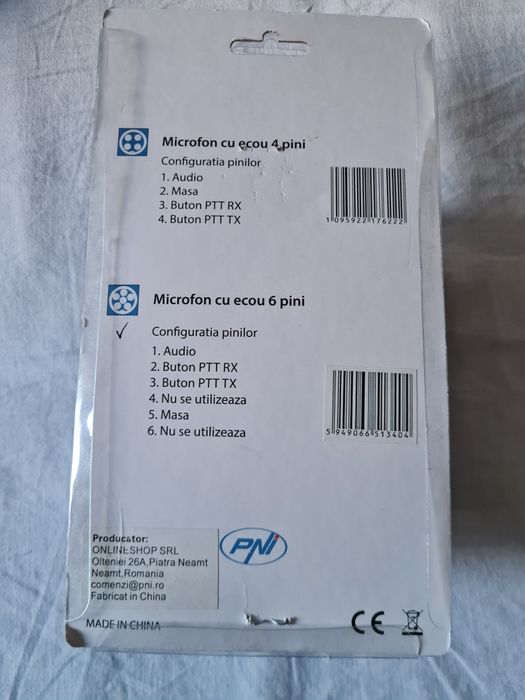 Microfon cu ecou 4 pini
Configuratia pinilor
1. Audio
2. Masa
3. Buton PTT RX
4. Buton PTT TX
1 095922 176222
Microfon cu ecou 6 pini
✓ Configuratia pinilor
1. Audio
2. Buton PTT RX
3. Buton PTT TX
4. Nu se utilizeaza
5. Masa
6. Nu se utilizeaza
5 949066 513404
Producator:
ONLINESHOP SRL
Olteniei 26A,Piatra Neamt
Neamt,Romania
comenzi@pni.ro
Fabricat in China
PNI
MADE IN CHINA
CE